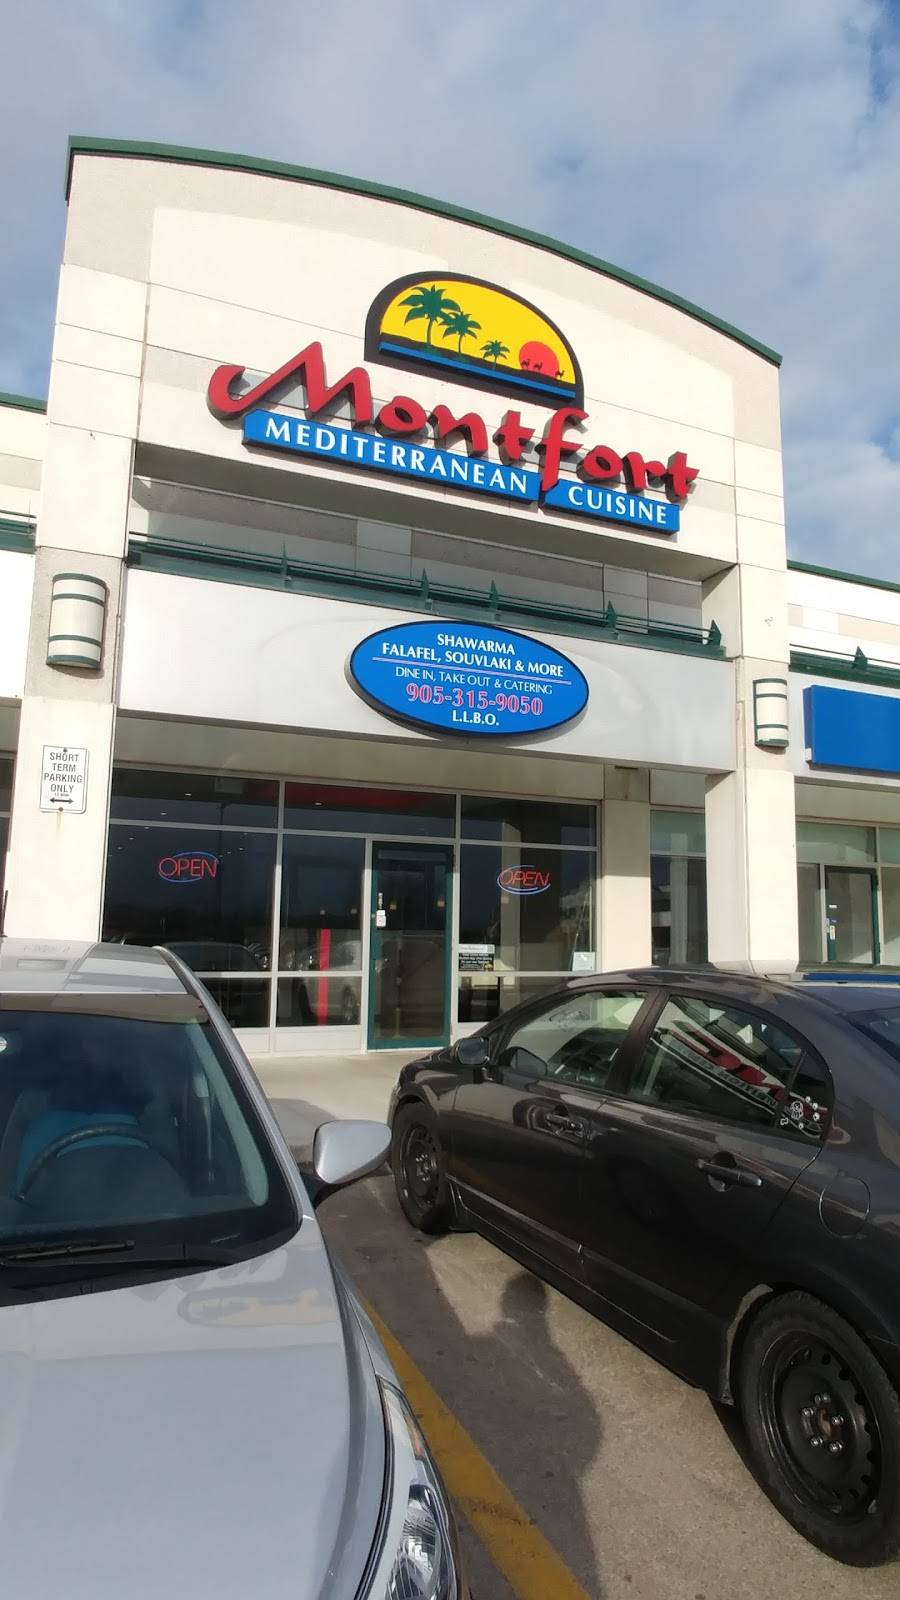 Montfort
MEDITERRANEAN CUISINE
SHAWARMA
FALAFEL, SOUVLAKI & MORE
DINE IN, TAKE OUT & CATERING
905-315-9050
L.L.B.O.
SHORT
TERM
PARKING
ONLY
OPEN
OPEN